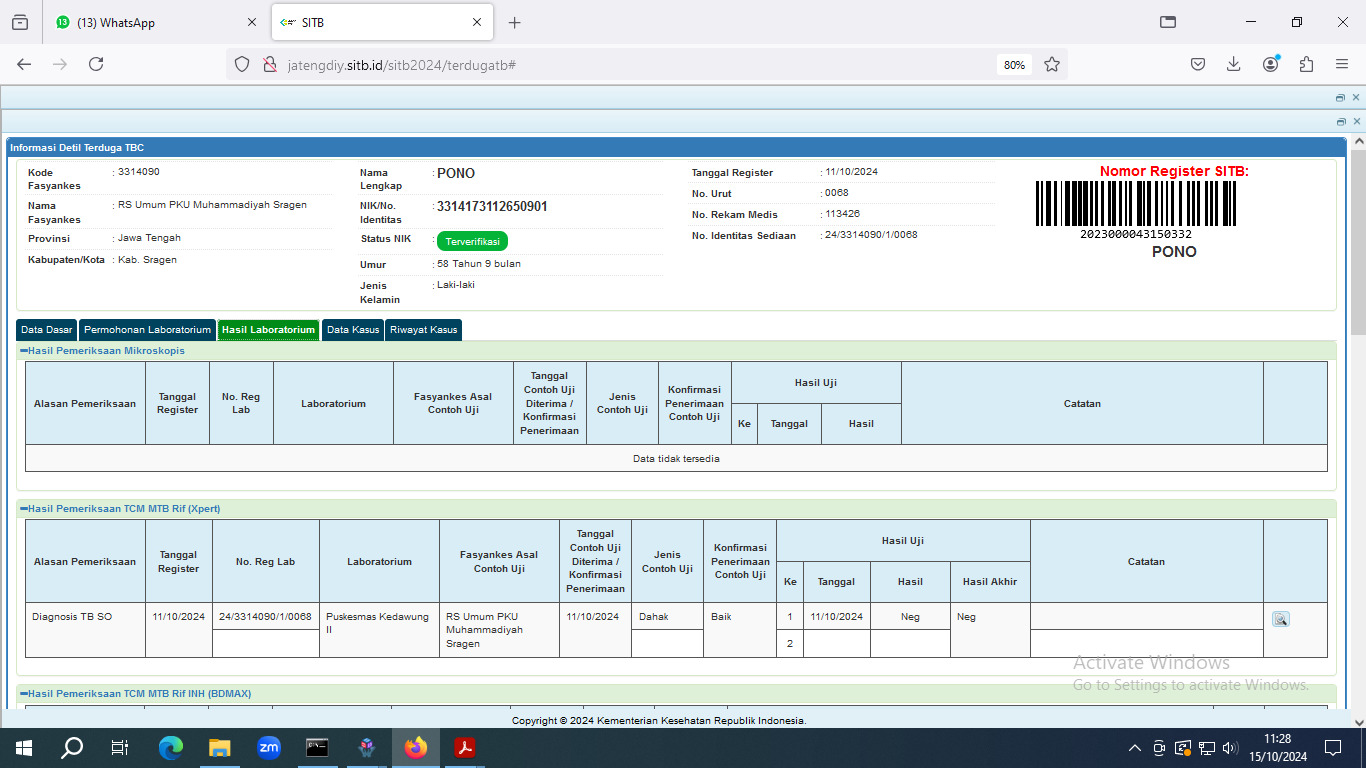 (13) WhatsApp
SITB
jatengdiy.sitb.id/sitb2024/terdugatb#
80%
Informasi Detil Terduga TBC
Kode Fasyankes : 3314090
Nama Fasyankes : RS Umum PKU Muhammadiyah Sragen
Provinsi : Jawa Tengah
Kabupaten/Kota : Kab. Sragen
Nama Lengkap : PONO
NIK/No. Identitas : 3314173112650901
Status NIK : Terverifikasi
Umur : 58 Tahun 9 bulan
Jenis Kelamin : Laki-laki
Tanggal Register : 11/10/2024
No. Urut : 0068
No. Rekam Medis : 113426
No. Identitas Sediaan : 24/3314090/1/0068
Nomor Register SITB:
2023000043150332
PONO
Data Dasar Permohonan Laboratorium Hasil Laboratorium Data Kasus Riwayat Kasus
Hasil Pemeriksaan Mikroskopis
Alasan Pemeriksaan
Tanggal Register
No. Reg Lab
Laboratorium
Fasyankes Asal Contoh Uji
Tanggal Contoh Uji Diterima / Konfirmasi Penerimaan
Jenis Contoh Uji
Konfirmasi Penerimaan Contoh Uji
Hasil Uji
Ke Tanggal Hasil
Catatan
Data tidak tersedia
Hasil Pemeriksaan TCM MTB Rif (Xpert)
Alasan Pemeriksaan
Tanggal Register
No. Reg Lab
Laboratorium
Fasyankes Asal Contoh Uji
Tanggal Contoh Uji Diterima / Konfirmasi Penerimaan
Jenis Contoh Uji
Konfirmasi Penerimaan Contoh Uji
Hasil Uji
Ke Tanggal Hasil Hasil Akhir
Catatan
Diagnosis TB SO
11/10/2024
24/3314090/1/0068
Puskesmas Kedawung II
RS Umum PKU Muhammadiyah Sragen
11/10/2024
Dahak
Baik
1 11/10/2024 Neg Neg
2
Hasil Pemeriksaan TCM MTB Rif INH (BDMAX)
Activate Windows
Go to Settings to activate Windows.
Copyright © 2024 Kementerian Kesehatan Republik Indonesia.
zm
11:28
15/10/2024